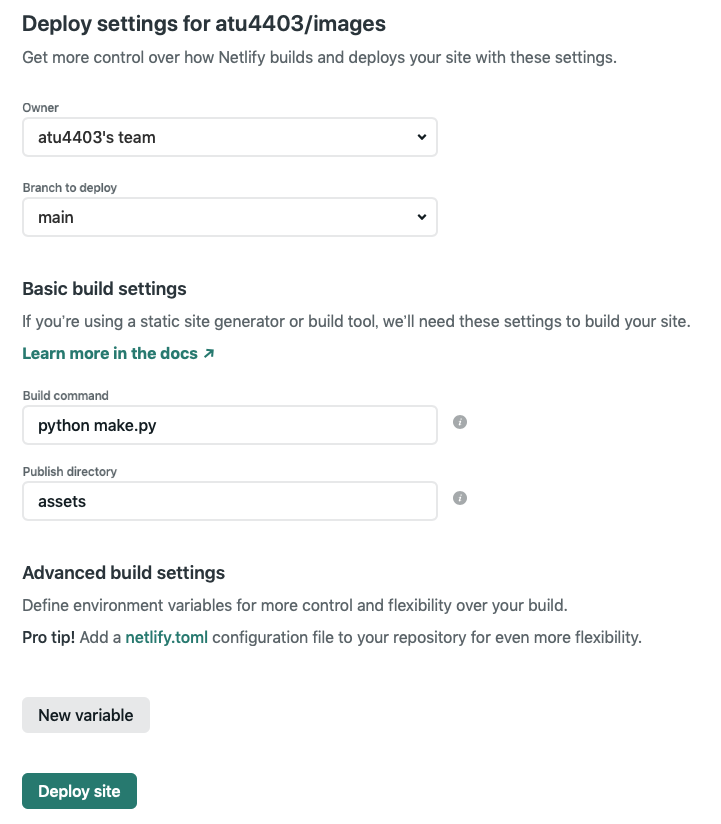 Deploy settings for atu4403/images
Get more control over how Netlify builds and deploys your site with these settings.
Owner
atu4403's team
Branch to deploy
main
Basic build settings
If you're using a static site generator or build tool, we'll need these settings to build your site.
Learn more in the docs ↗
Build command
python make.py
i
Publish directory
assets
i
Advanced build settings
Define environment variables for more control and flexibility over your build.
Pro tip! Add a netlify.toml configuration file to your repository for even more flexibility.
New variable
Deploy site